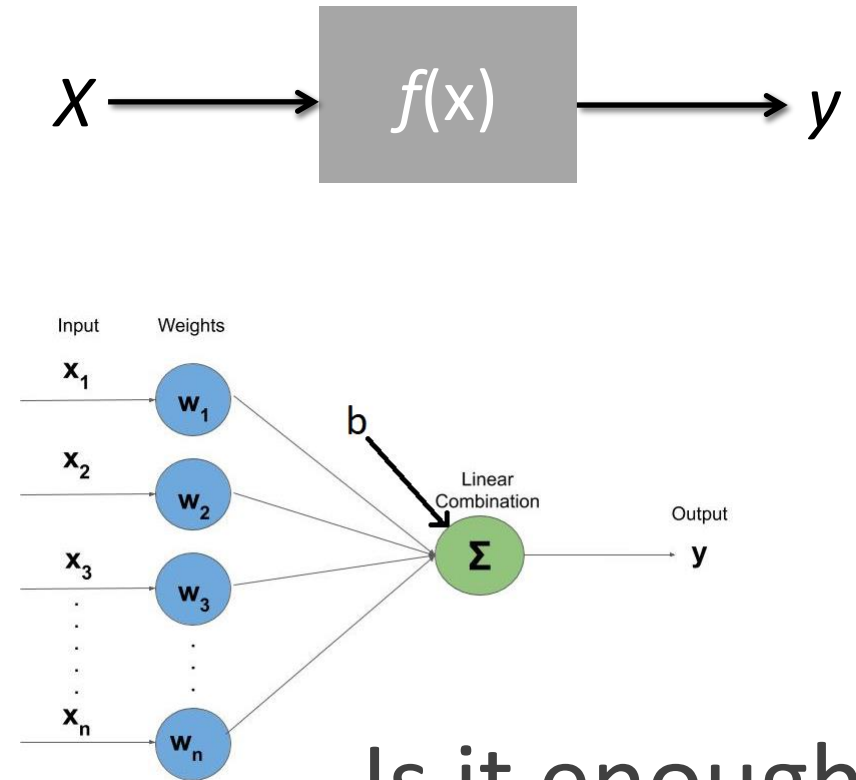 X f(x) y
Input Weights
x1
w1
b
x2
Linear
Combination
w2
Output
Σ y
x3
w3
xn
wn
Is it enough